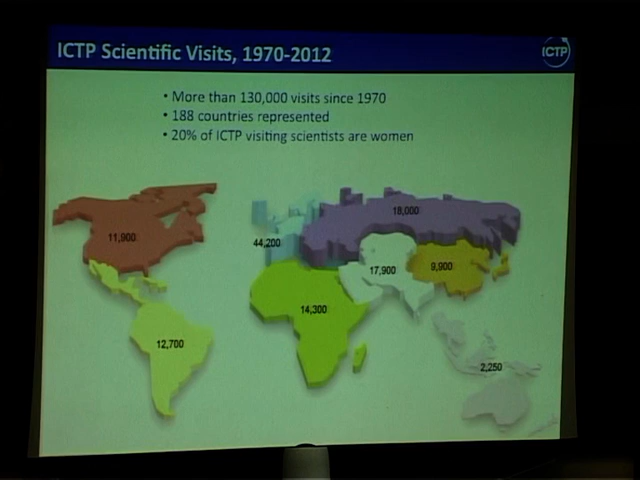 ICTP Scientific Visits, 1970-2012
ICTP
• More than 130,000 visits since 1970
• 188 countries represented
• 20% of ICTP visiting scientists are women
18,000
11,900
44,200
17,900
9,900
14,300
12,700
2,250